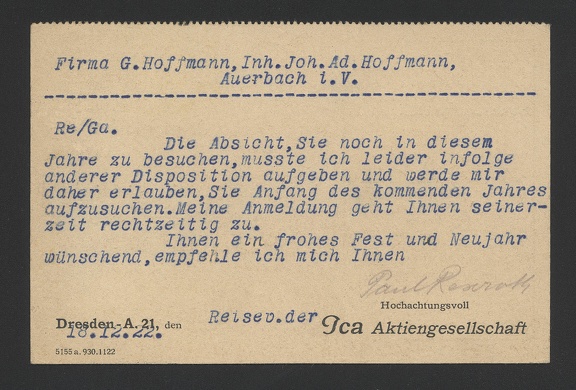 Firma G.Hoffmann,Inh.Joh.Ad.Hoffmann,
Auerbach i.V.
Re/Ga.
Die Absicht,Sie noch in diesem
Jahre zu besuchen,musste ich leider infolge
anderer Disposition aufgeben und werde mir
daher erlauben,Sie Anfang des kommenden Jahres
aufzusuchen.Meine Anmeldung geht Ihnen seiner-
zeit rechtzeitig zu.
Ihnen ein frohes Fest und Neujahr
wünschend,empfehle ich mich Ihnen
Paul
Hochachtungsvoll
Reisev.der Ica Aktiengesellschaft
Dresden-A. 21, den
18.12.22.
5155 a. 930.1122